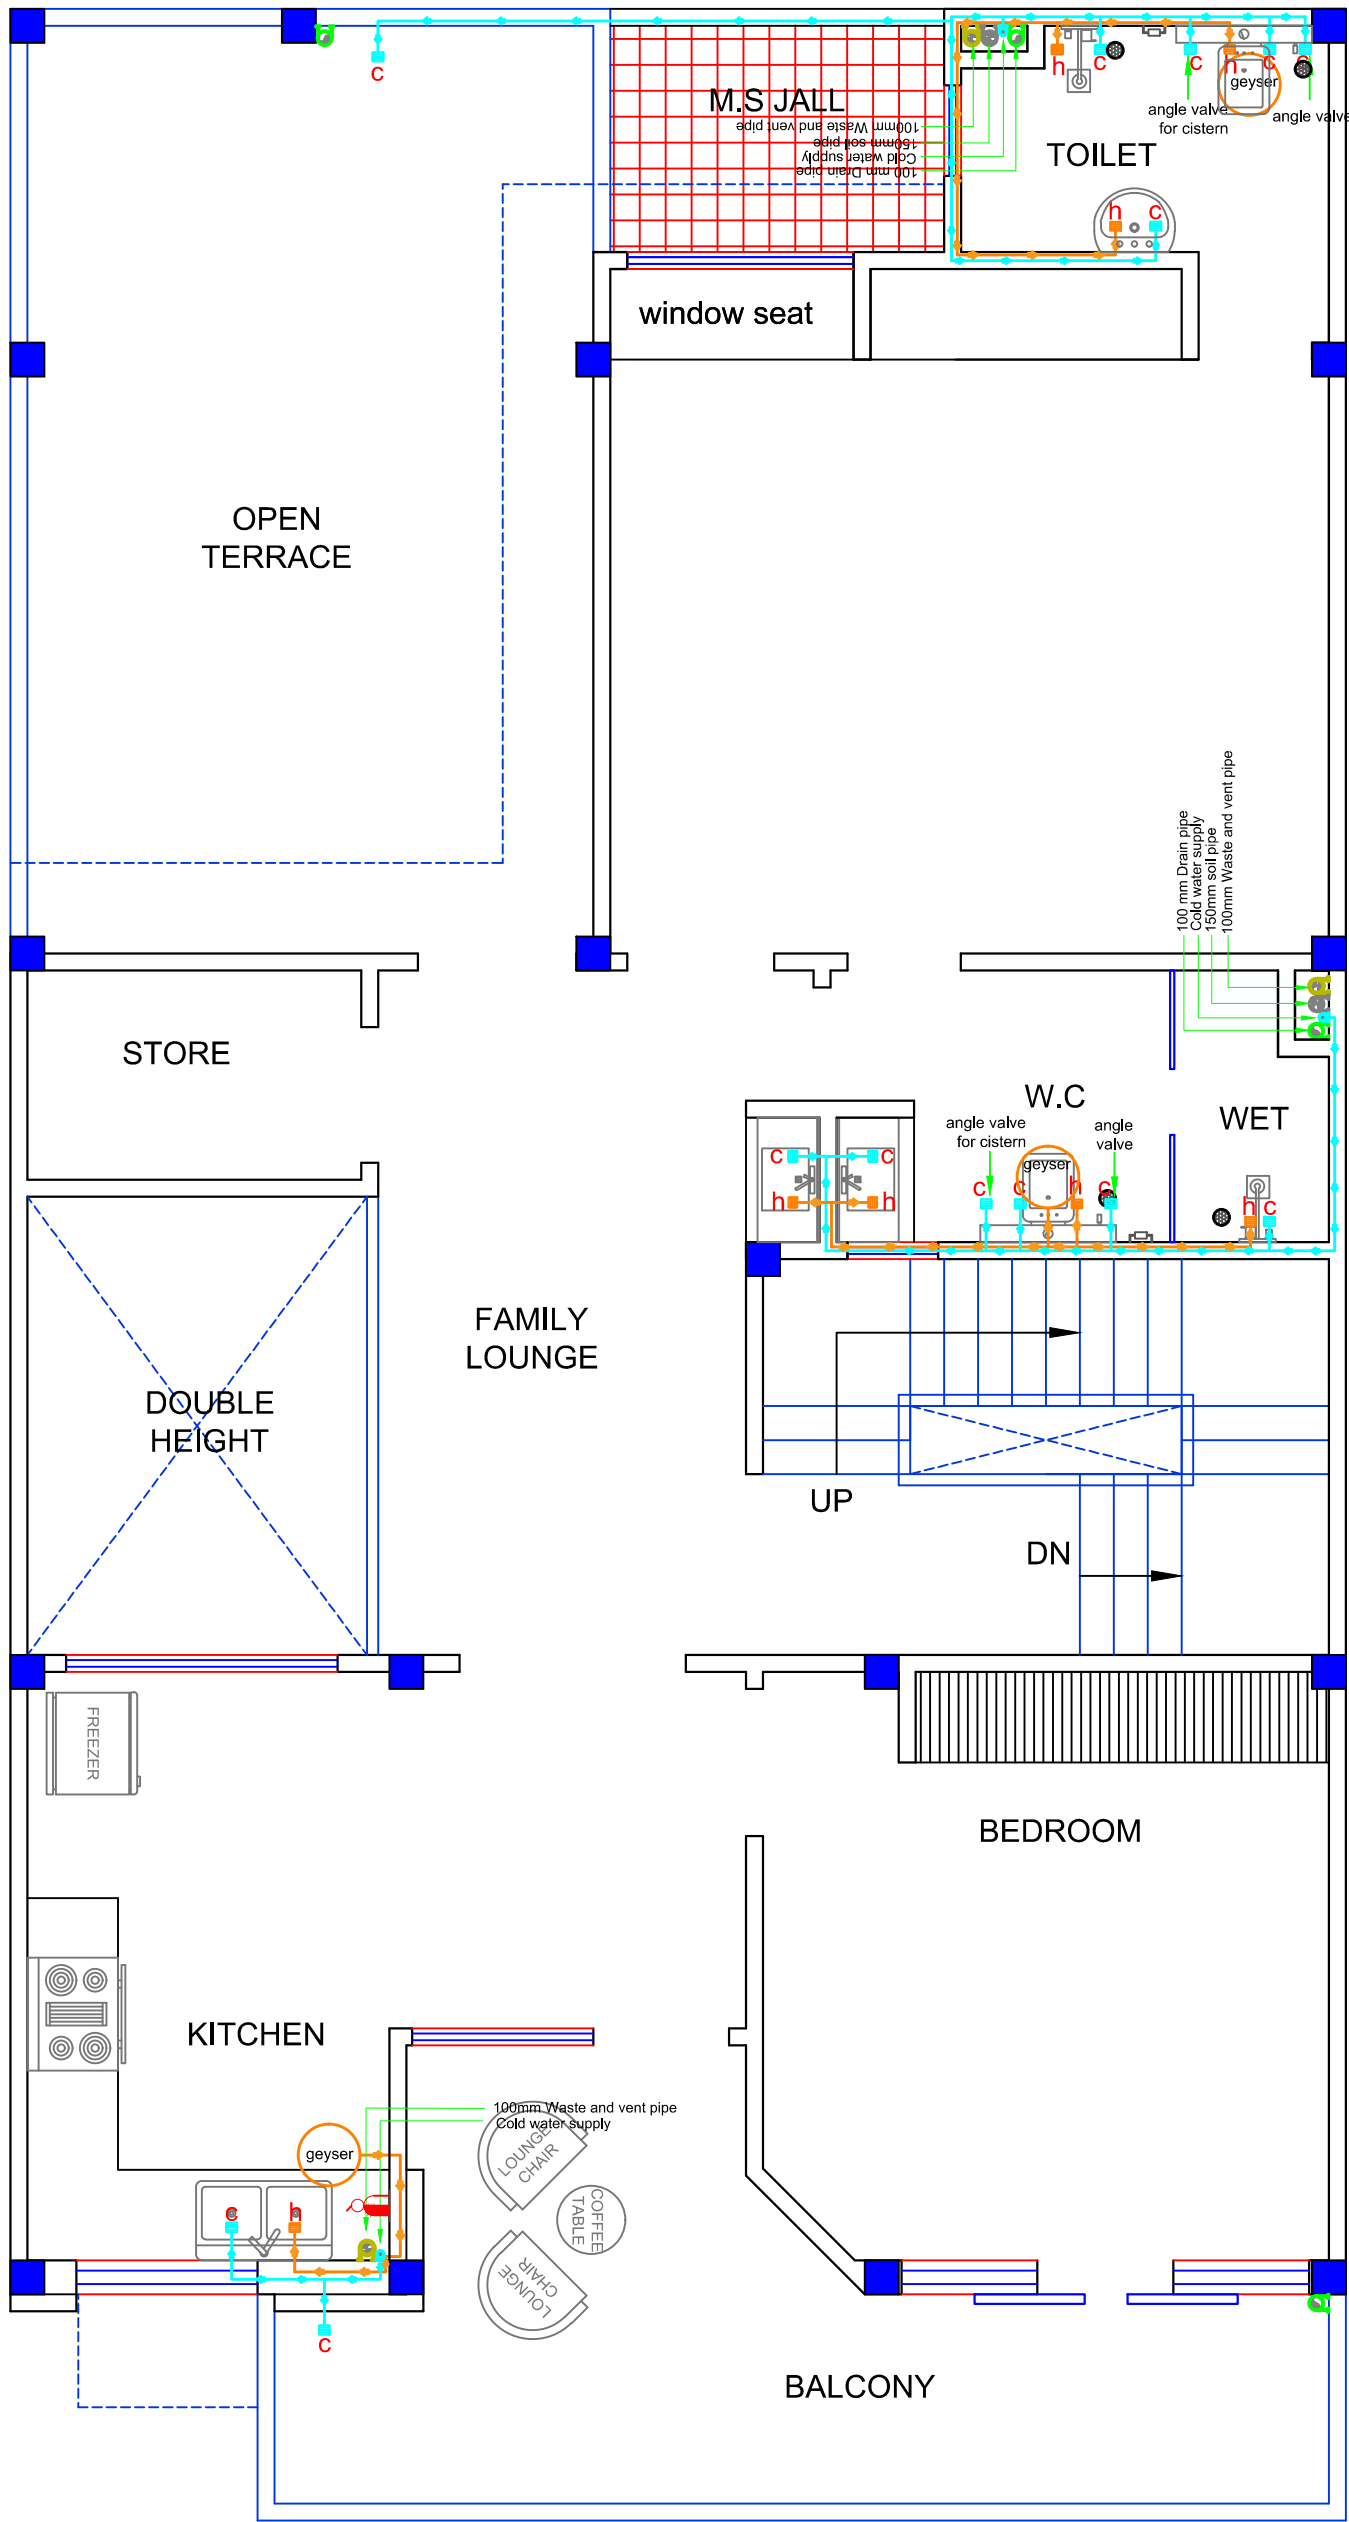 c
M.S JALL
100mm Waste and vent pipe
150mm soil pipe
Cold water supply
100 mm Drain pipe
h
c
c
h
c
c
geyser
angle valve
for cistern
angle valve
TOILET
h
c
window seat
OPEN
TERRACE
100 mm Drain pipe
Cold water supply
150mm soil pipe
100mm Waste and vent pipe
STORE
W.C
WET
angle valve
for cistern
angle
valve
geyser
c
c
h
h
c
c
h
c
h
c
FAMILY
LOUNGE
DOUBLE
HEIGHT
UP
DN
FREEZER
BEDROOM
KITCHEN
100mm Waste and vent pipe
Cold water supply
geyser
LOUNGE
CHAIR
COFFEE
TABLE
LOUNGE
CHAIR
c
h
c
BALCONY